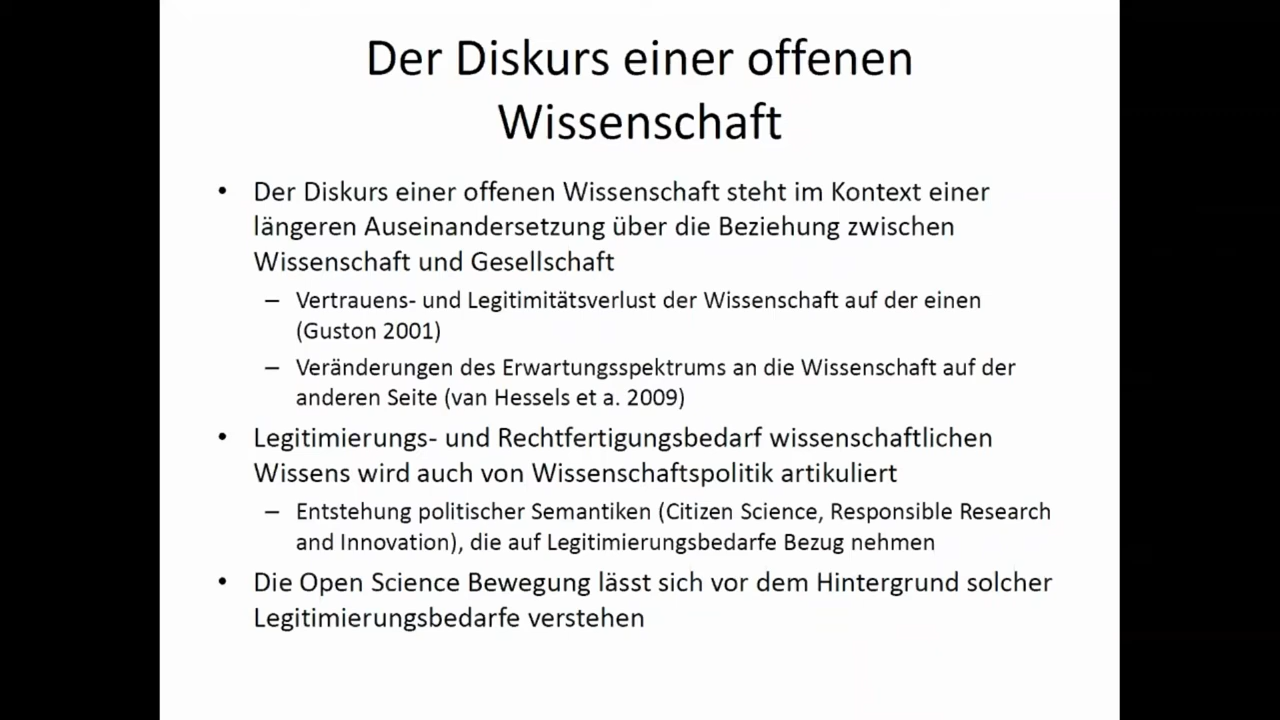 Der Diskurs einer offenen
Wissenschaft
• Der Diskurs einer offenen Wissenschaft steht im Kontext einer
längeren Auseinandersetzung über die Beziehung zwischen
Wissenschaft und Gesellschaft
– Vertrauens- und Legitimitätsverlust der Wissenschaft auf der einen
(Guston 2001)
– Veränderungen des Erwartungsspektrums an die Wissenschaft auf der
anderen Seite (van Hessels et a. 2009)
• Legitimierungs- und Rechtfertigungsbedarf wissenschaftlichen
Wissens wird auch von Wissenschaftspolitik artikuliert
– Entstehung politischer Semantiken (Citizen Science, Responsible Research
and Innovation), die auf Legitimierungsbedarfe Bezug nehmen
• Die Open Science Bewegung lässt sich vor dem Hintergrund solcher
Legitimierungsbedarfe verstehen